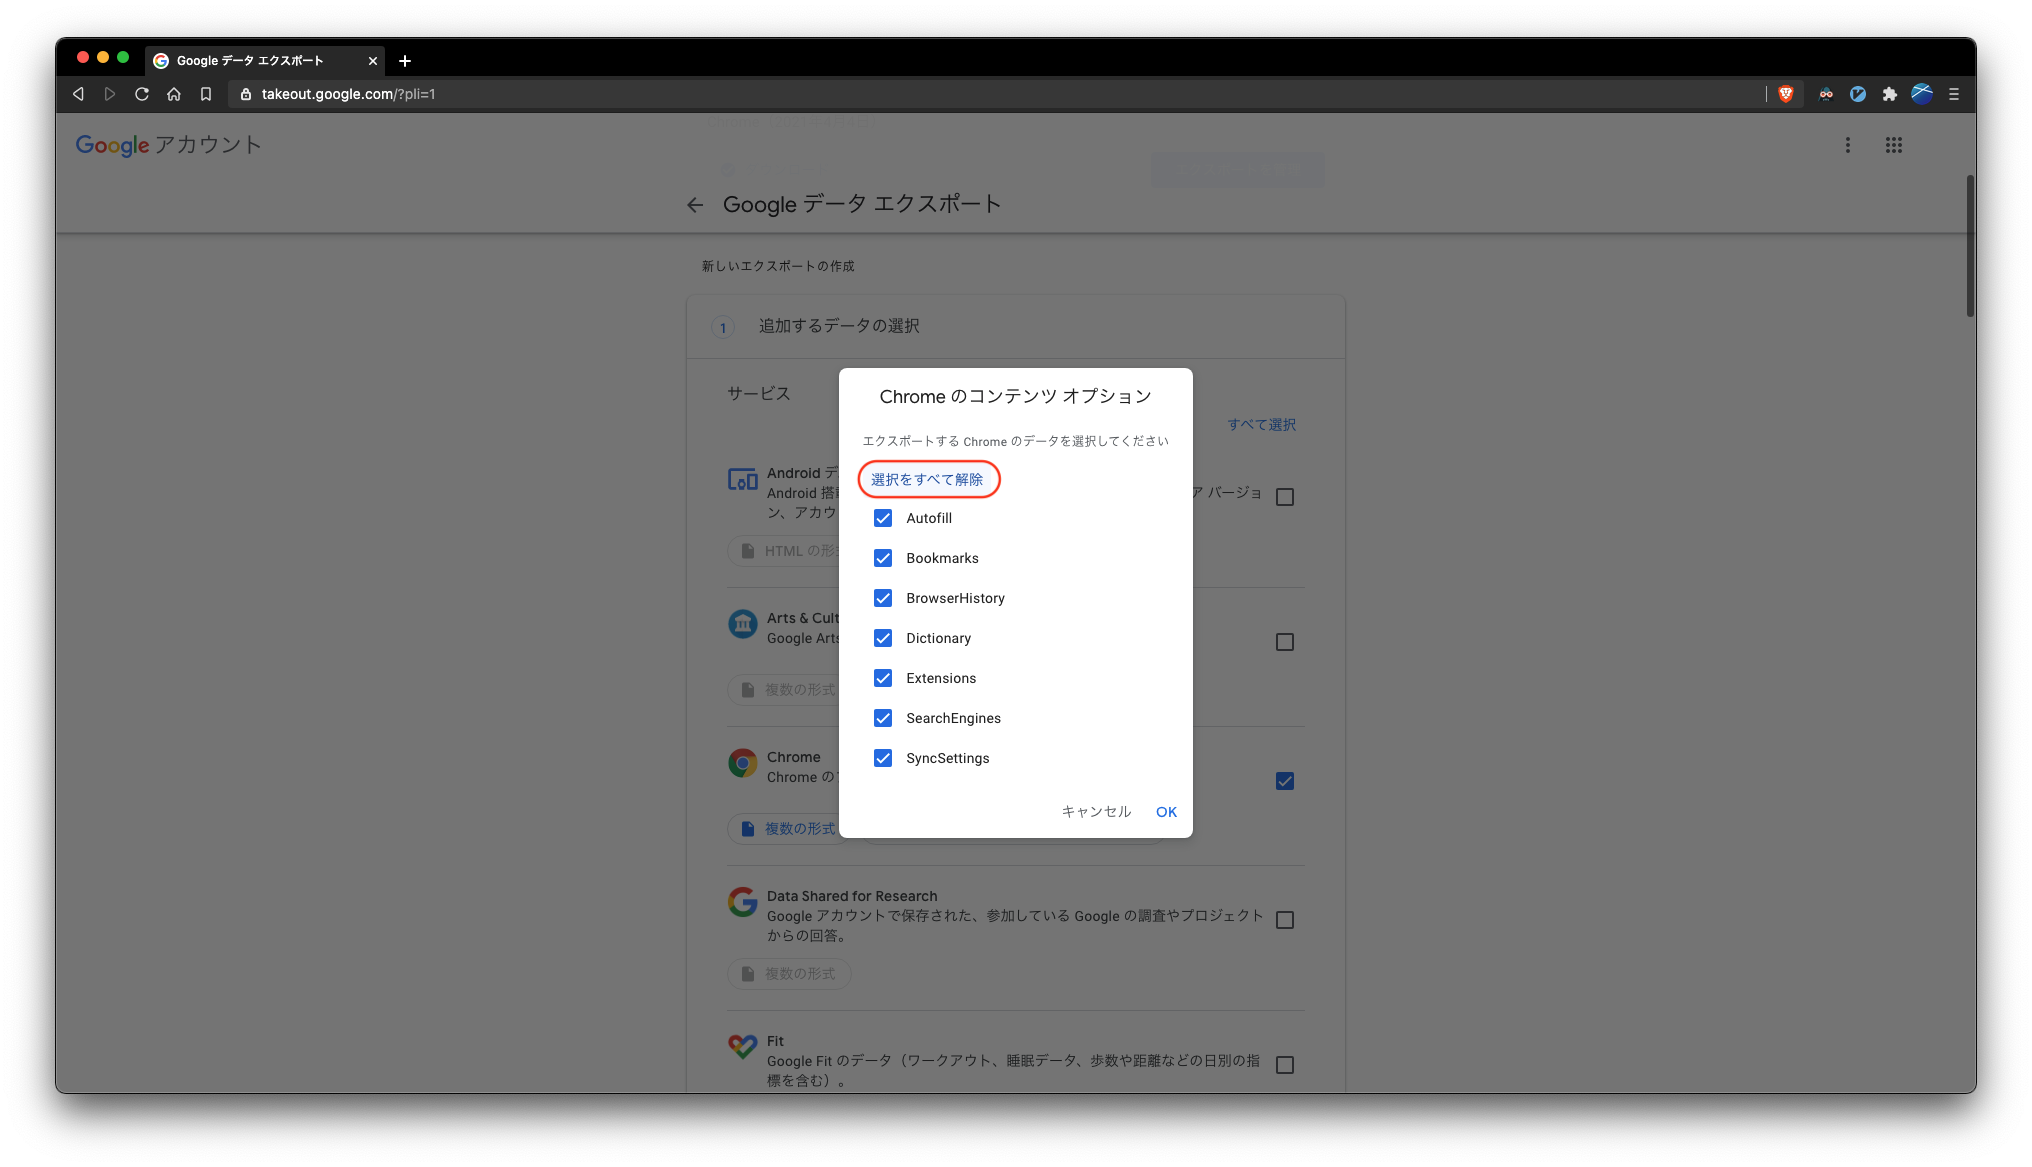 Google データ エクスポート
takeout.google.com/?pli=1
Google アカウント
Google データ エクスポート
新しいエクスポートの作成
1 追加するデータの選択
サービス
すべて選択
Android デ
Android 搭
ア バージョ
ン、アカウ
HTML の形
Arts & Cult
Google Arts
複数の形式
Chrome
Chrome の
複数の形式
Chrome のコンテンツ オプション
エクスポートする Chrome のデータを選択してください
選択をすべて解除
Autofill
Bookmarks
BrowserHistory
Dictionary
Extensions
SearchEngines
SyncSettings
キャンセル OK
Data Shared for Research
Google アカウントで保存された、参加している Google の調査やプロジェクト
からの回答。
複数の形式
Fit
Google Fit のデータ（ワークアウト、睡眠データ、歩数や距離などの日別の指
標を含む）。